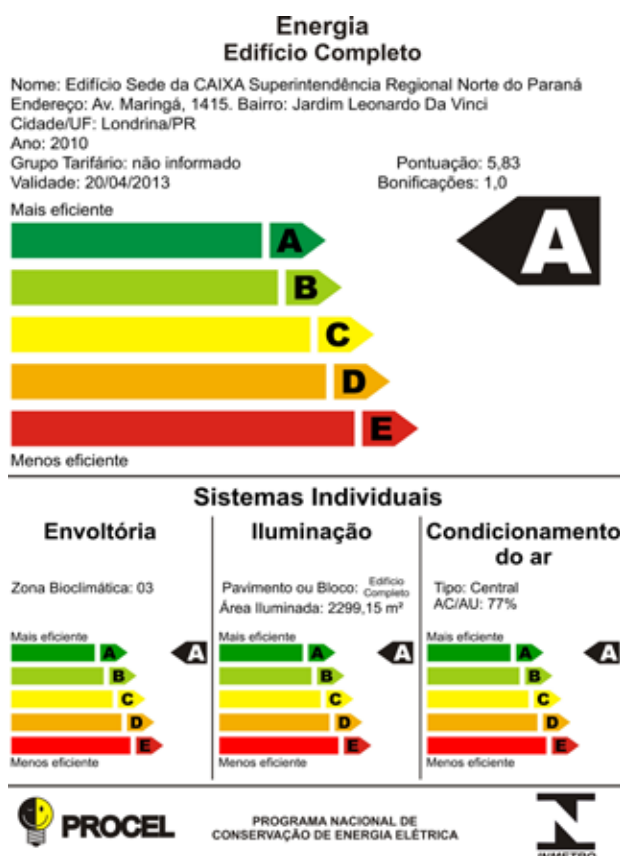 Energia
Edifício Completo
Nome: Edifício Sede da CAIXA Superintendência Regional Norte do Paraná
Endereço: Av. Maringá, 1415. Bairro: Jardim Leonardo Da Vinci
Cidade/UF: Londrina/PR
Ano: 2010
Grupo Tarifário: não informado
Pontuação: 5,83
Validade: 20/04/2013
Bonificações: 1,0
Mais eficiente
A
A
B
C
D
E
Menos eficiente
Sistemas Individuais
Envoltória
Zona Bioclimática: 03
Mais eficiente
A
A
B
C
D
E
Menos eficiente
Iluminação
Pavimento ou Bloco: Edifício Completo
Área Iluminada: 2299,15 m²
Mais eficiente
A
A
B
C
D
E
Menos eficiente
Condicionamento
do ar
Tipo: Central
AC/AU: 77%
Mais eficiente
A
A
B
C
D
E
Menos eficiente
PROCEL
PROGRAMA NACIONAL DE
CONSERVAÇÃO DE ENERGIA ELÉTRICA
INMETRO